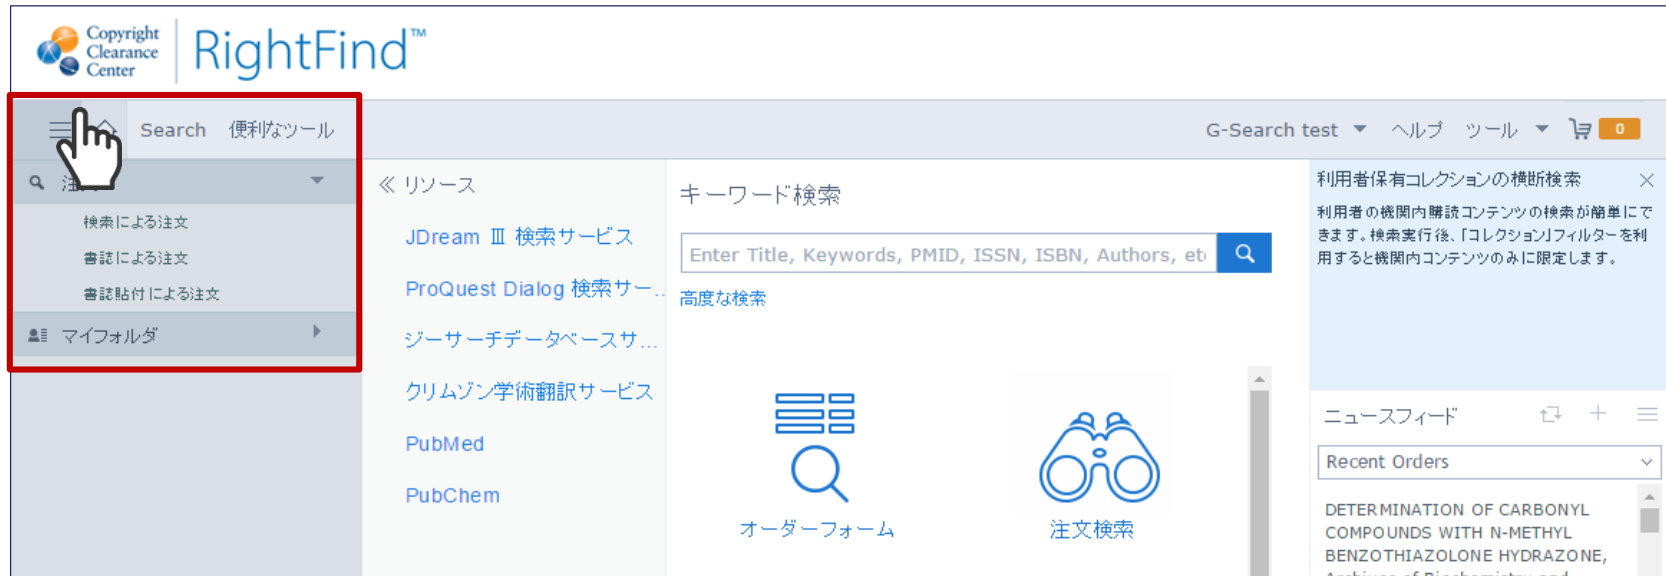 Copyright
Clearance
Center
RightFind™
Search 便利なツール
G-Search test ヘルプ ツール 0
検索による注文
書誌による注文
書誌貼付による注文
マイフォルダ
リソース
JDream Ⅲ 検索サービス
ProQuest Dialog 検索サー...
ジーサーチデータベースサ...
クリムゾン学術翻訳サービス
PubMed
PubChem
キーワード検索
Enter Title, Keywords, PMID, ISSN, ISBN, Authors, et
高度な検索
オーダーフォーム
注文検索
利用者保有コレクションの横断検索
利用者の機関内購読コンテンツの検索が簡単にで
きます。検索実行後、「コレクション」フィルターを利
用すると機関内コンテンツのみに限定します。
ニュースフィード
Recent Orders
DETERMINATION OF CARBONYL
COMPOUNDS WITH N-METHYL
BENZOTHIAZOLONE HYDRAZONE,
Archives of Biochemistry and